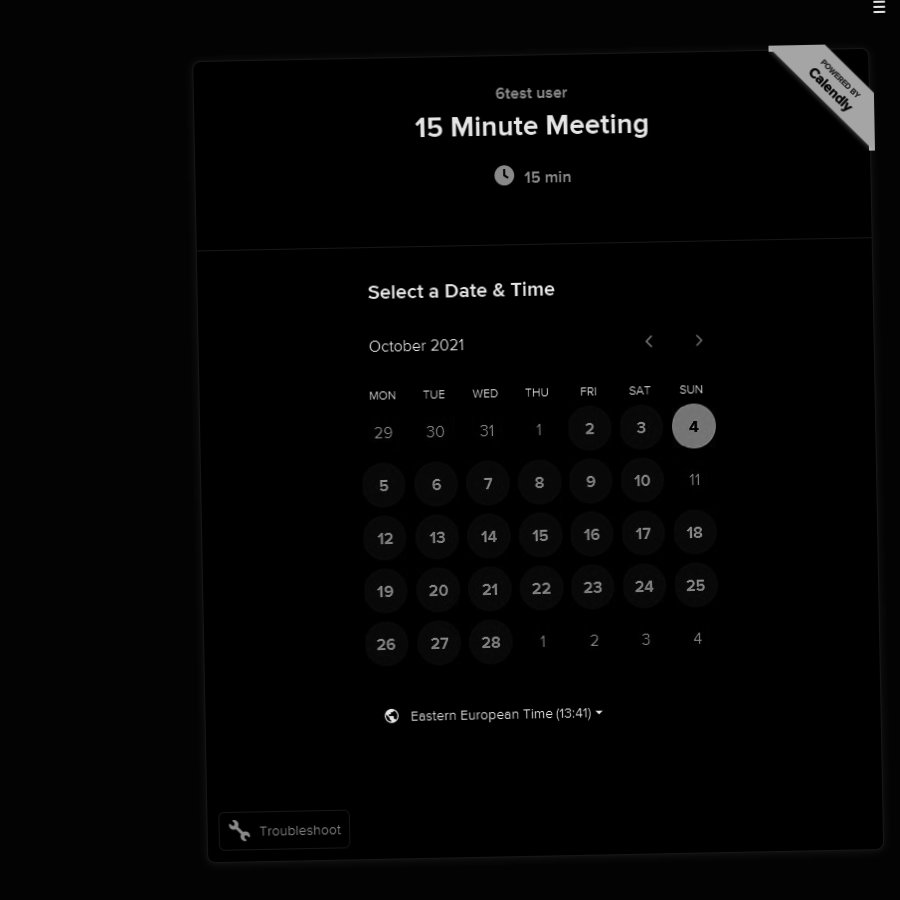 POWERED BY
Calendly
6test user
15 Minute Meeting
15 min
Select a Date & Time
October 2021
MON TUE WED THU FRI SAT SUN
29 30 31 1 2 3 4
5 6 7 8 9 10 11
12 13 14 15 16 17 18
19 20 21 22 23 24 25
26 27 28 1 2 3 4
Eastern European Time (13:41)
Troubleshoot